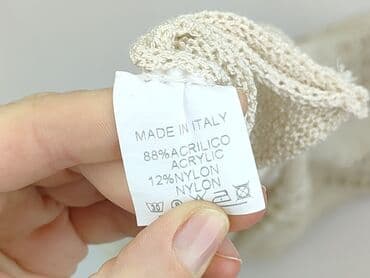 MADE IN ITALY
88%ACRILICO
ACRYLIC
12%NYLON
NYLON